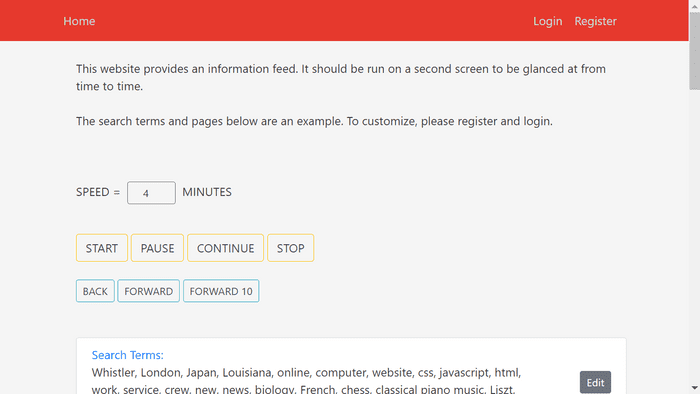 Home Login Register
This website provides an information feed. It should be run on a second screen to be glanced at from
time to time.
The search terms and pages below are an example. To customize, please register and login.
SPEED = 4 MINUTES
START PAUSE CONTINUE STOP
BACK FORWARD FORWARD 10
Search Terms:
Whistler, London, Japan, Louisiana, online, computer, website, css, javascript, html,
work, service, crew, new, news, biology, French, chess, classical piano music, Liszt,
Edit